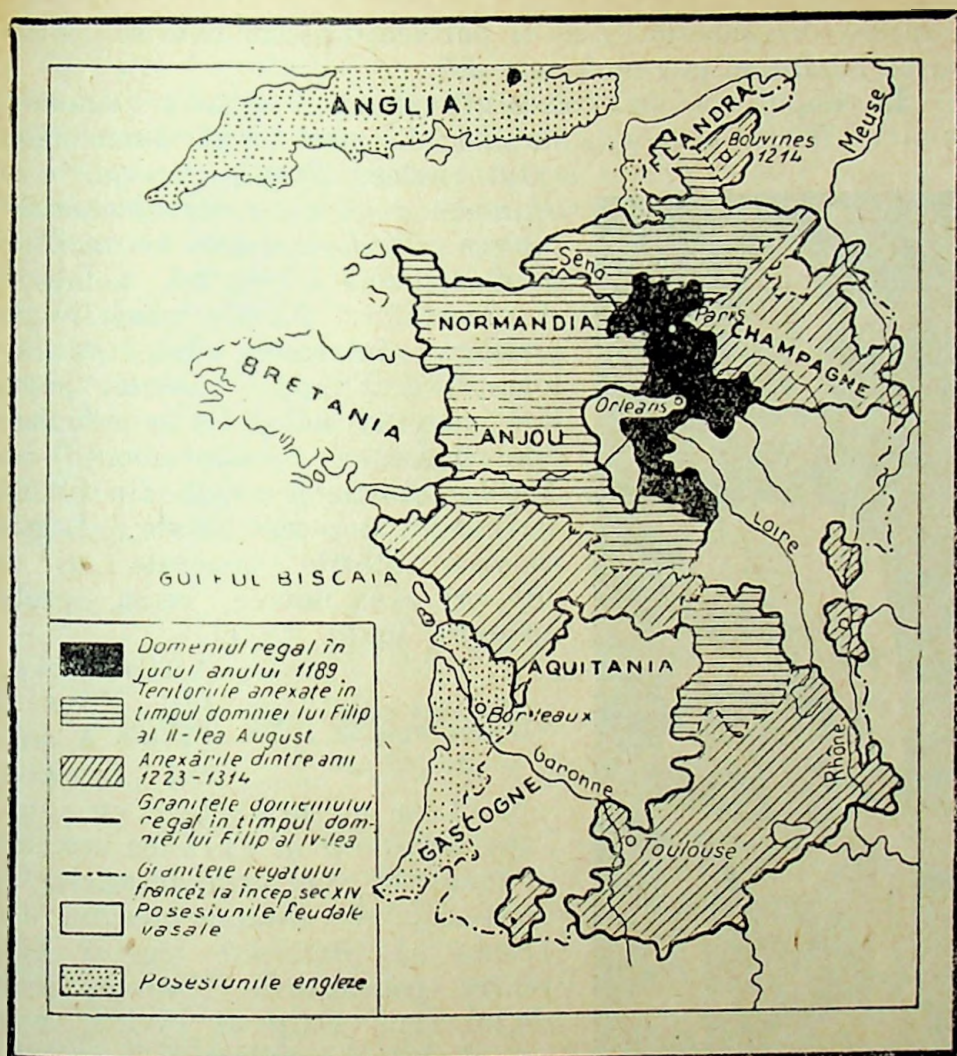 ANGLIA
FLANDRA
Bouvines
1214
Meuse
Sena
Paris
NORMANDIA
CHAMPAGNE
BRETANIA
Orleans
ANJOU
LOIRE
GULFUL BISCAIA
AQUITANIA
Bordeaux
Garonne
Rhône
GASCOGNE
Toulouse
Domeniul regal în
jurul anului 1189
Teritoriile anexate în
timpul domniei lui Filip
al II-lea August
Anexările dintre anii
1223-1314
Granițele domeniului
regal în timpul dom-
niei lui Filip al IV-lea
Granițele regatului
francez la încep sec XIV
Posesiunile feudale
vasale
Posesiunile engleze